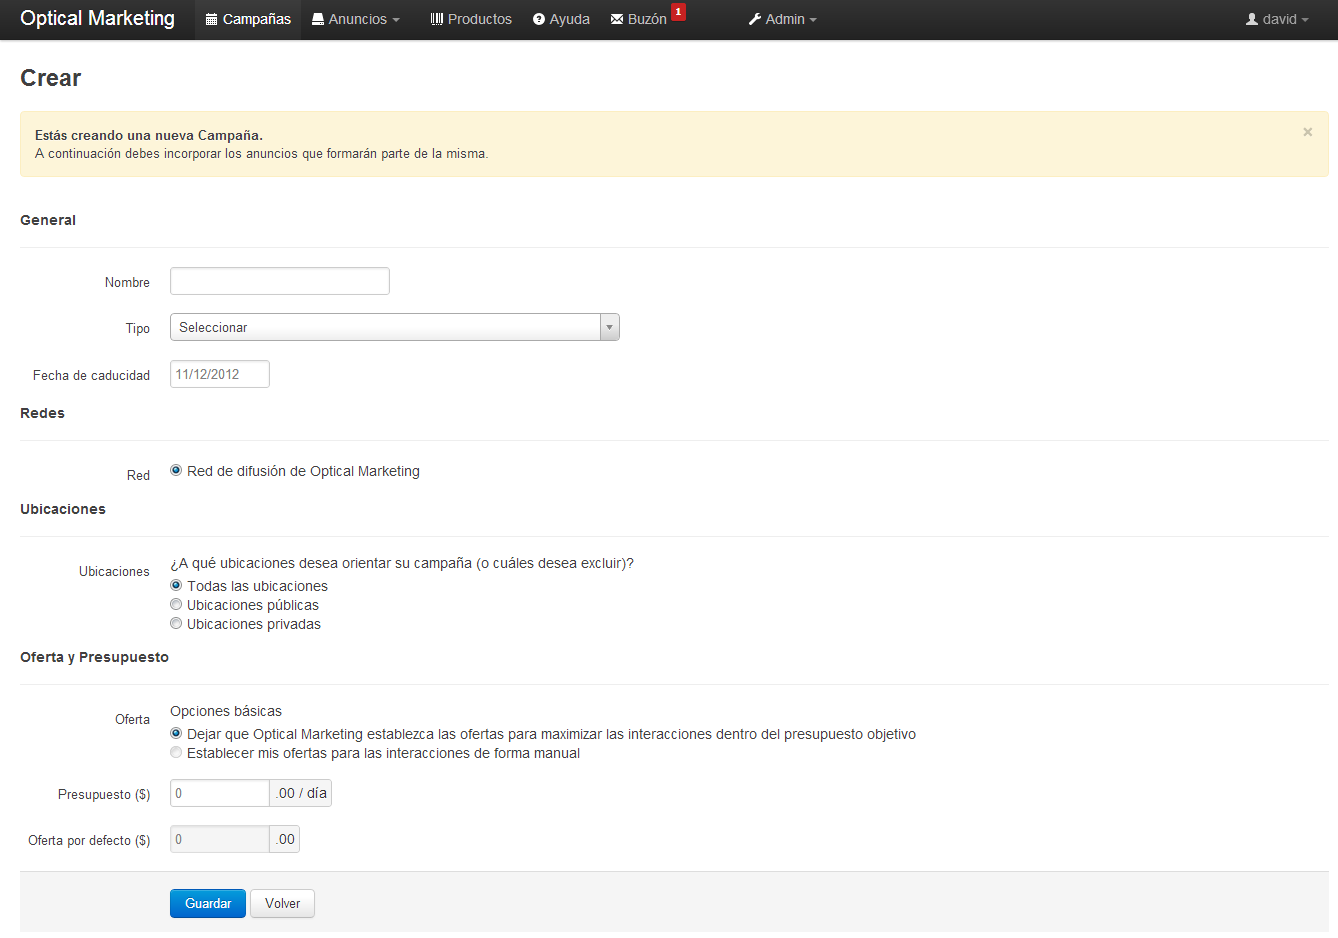 Optical Marketing Campañas Anuncios Productos Ayuda Buzón 1 Admin david
Crear
Estás creando una nueva Campaña. ×
A continuación debes incorporar los anuncios que formarán parte de la misma.
General
Nombre
Tipo Seleccionar
Fecha de caducidad 11/12/2012
Redes
Red Red de difusión de Optical Marketing
Ubicaciones
Ubicaciones ¿A qué ubicaciones desea orientar su campaña (o cuáles desea excluir)?
Todas las ubicaciones
Ubicaciones públicas
Ubicaciones privadas
Oferta y Presupuesto
Oferta Opciones básicas
Dejar que Optical Marketing establezca las ofertas para maximizar las interacciones dentro del presupuesto objetivo
Establecer mis ofertas para las interacciones de forma manual
Presupuesto ($) 0 .00 / día
Oferta por defecto ($) 0 .00
Guardar Volver